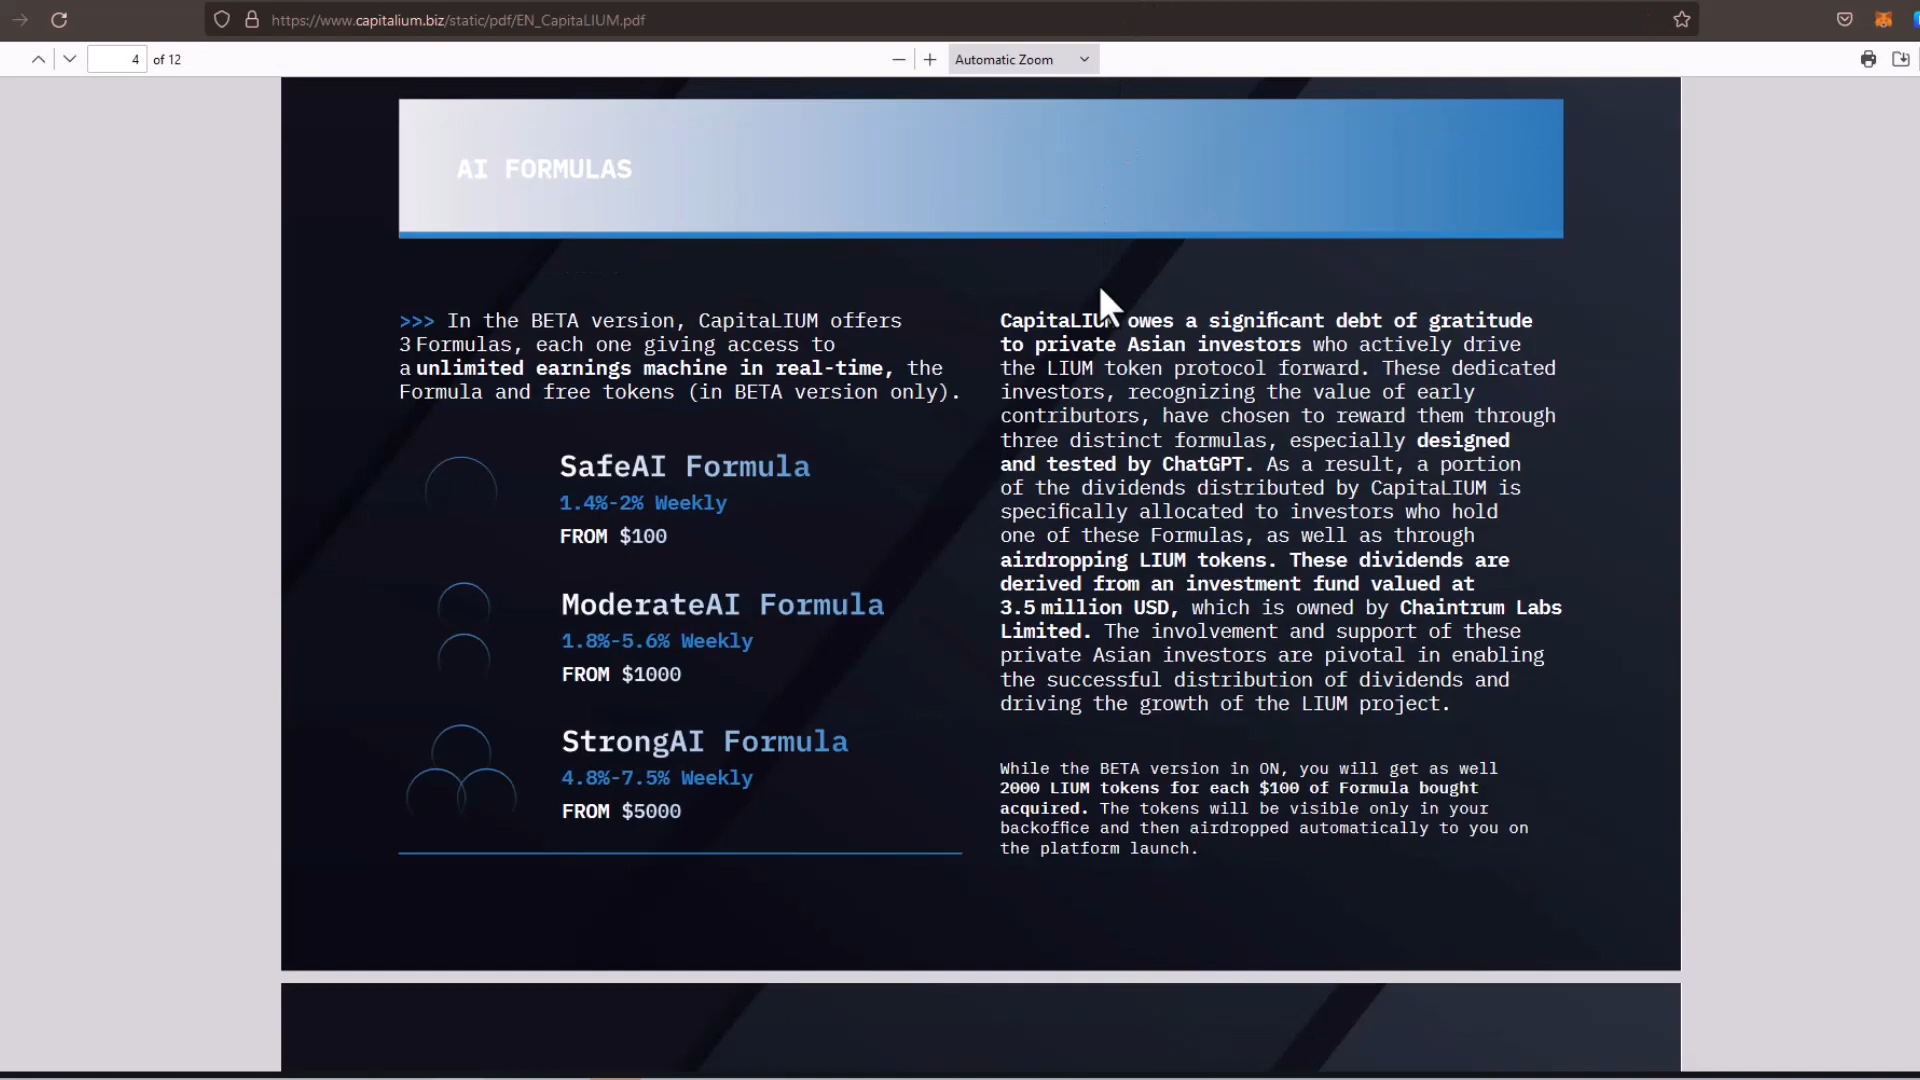 https://www.capitalium.biz/static/pdf/EN_CapitaLIUM.pdf
4 of 12
Automatic Zoom
AI FORMULAS
>>> In the BETA version, CapitaLIUM offers
3 Formulas, each one giving access to
a unlimited earnings machine in real-time, the
Formula and free tokens (in BETA version only).
SafeAI Formula
1.4%-2% Weekly
FROM $100
ModerateAI Formula
1.8%-5.6% Weekly
FROM $1000
StrongAI Formula
4.8%-7.5% Weekly
FROM $5000
CapitaLIUM owes a significant debt of gratitude
to private Asian investors who actively drive
the LIUM token protocol forward. These dedicated
investors, recognizing the value of early
contributors, have chosen to reward them through
three distinct formulas, especially designed
and tested by ChatGPT. As a result, a portion
of the dividends distributed by CapitaLIUM is
specifically allocated to investors who hold
one of these Formulas, as well as through
airdropping LIUM tokens. These dividends are
derived from an investment fund valued at
3.5 million USD, which is owned by Chaintrum Labs
Limited. The involvement and support of these
private Asian investors are pivotal in enabling
the successful distribution of dividends and
driving the growth of the LIUM project.
While the BETA version in ON, you will get as well
2000 LIUM tokens for each $100 of Formula bought
acquired. The tokens will be visible only in your
backoffice and then airdropped automatically to you on
the platform launch.